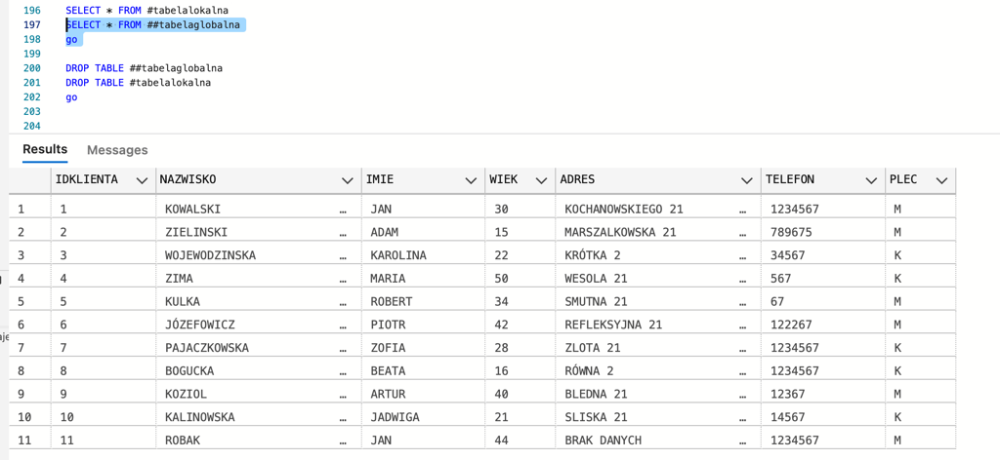 196 SELECT * FROM #tabelalokalna
197 SELECT * FROM ##tabelaglobalna
198 go
199
200 DROP TABLE ##tabelaglobalna
201 DROP TABLE #tabelalokalna
202 go
203
204
Results Messages
IDKLIENTA NAZWISKO IMIE WIEK ADRES TELEFON PLEC
1 1 KOWALSKI … JAN 30 KOCHANOWSKIEGO 21 … 1234567 M
2 2 ZIELINSKI … ADAM 15 MARSZALKOWSKA 21 … 789675 M
3 3 WOJEWODZINSKA … KAROLINA 22 KRÓTKA 2 … 34567 K
4 4 ZIMA … MARIA 50 WESOLA 21 … 567 K
5 5 KULKA … ROBERT 34 SMUTNA 21 … 67 M
6 6 JÓZEFOWICZ … PIOTR 42 REFLEKSYJNA 21 … 122267 M
7 7 PAJACZKOWSKA … ZOFIA 28 ZLOTA 21 … 1234567 K
8 8 BOGUCKA … BEATA 16 RÓWNA 2 … 1234567 K
9 9 KOZIOL … ARTUR 40 BLEDNA 21 … 12367 M
10 10 KALINOWSKA … JADWIGA 21 SLISKA 21 … 14567 K
11 11 ROBAK … JAN 44 BRAK DANYCH … 1234567 M